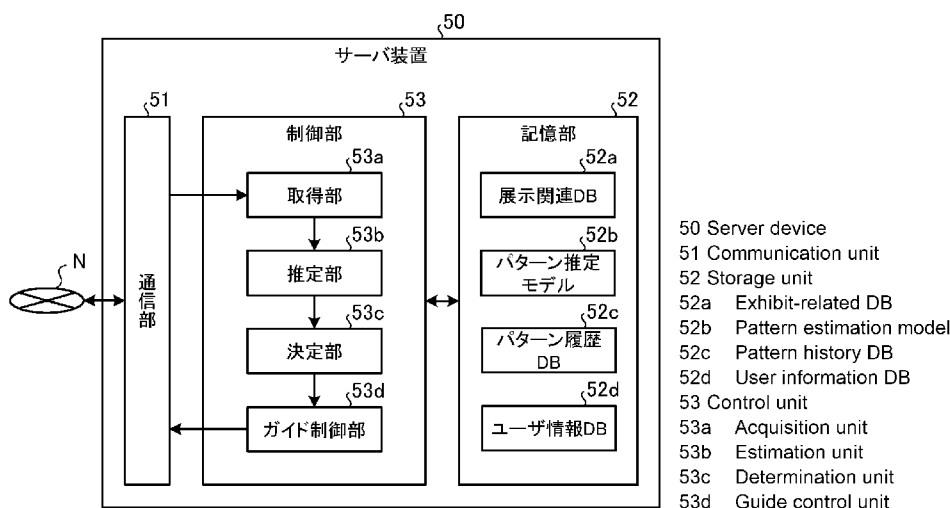 50
サーバ装置
51
53
52
制御部
記憶部
53a
取得部
53b
推定部
53c
決定部
53d
ガイド制御部
52a
展示関連DB
52b
パターン推定
モデル
52c
パターン履歴
DB
52d
ユーザ情報DB
N
通信部
50 Server device
51 Communication unit
52 Storage unit
52a Exhibit-related DB
52b Pattern estimation model
52c Pattern history DB
52d User information DB
53 Control unit
53a Acquisition unit
53b Estimation unit
53c Determination unit
53d Guide control unit